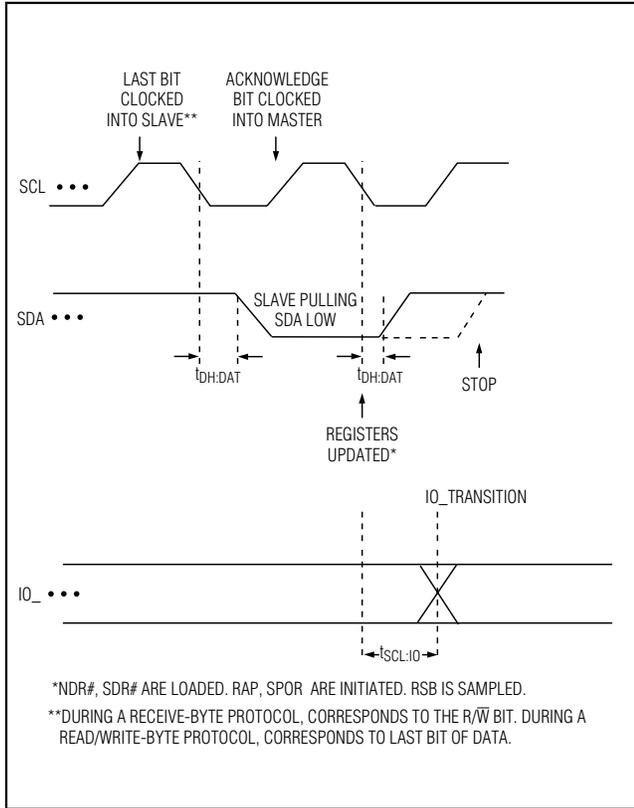 LAST BIT
CLOCKED
INTO SLAVE**
ACKNOWLEDGE
BIT CLOCKED
INTO MASTER
SCL •••
SDA •••
SLAVE PULLING
SDA LOW
tDH:DAT
tDH:DAT
STOP
REGISTERS
UPDATED*
IO_TRANSITION
IO_ •••
tSCL:IO
*NDR#, SDR# ARE LOADED. RAP, SPOR ARE INITIATED. RSB IS SAMPLED.
**DURING A RECEIVE-BYTE PROTOCOL, CORRESPONDS TO THE R/W̅ BIT. DURING A
READ/WRITE-BYTE PROTOCOL, CORRESPONDS TO LAST BIT OF DATA.